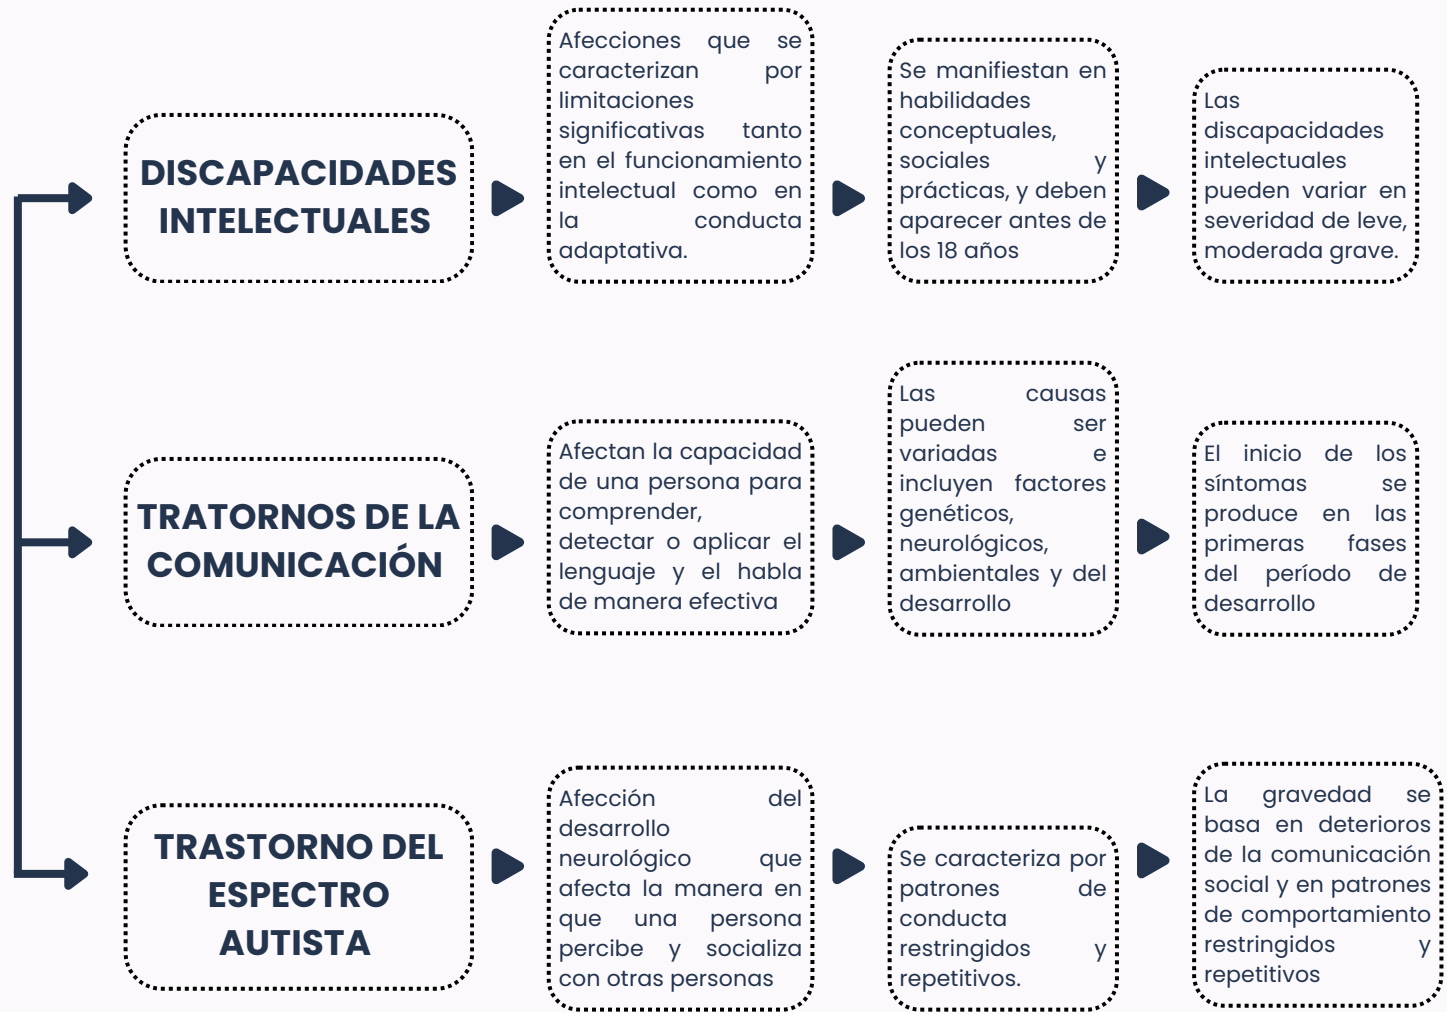 DISCAPACIDADES
INTELECTUALES
Afecciones que se
caracterizan por
limitaciones
significativas tanto
en el funcionamiento
intelectual como en
la conducta
adaptativa.
Se manifiestan en
habilidades
conceptuales,
sociales y
prácticas, y deben
aparecer antes de
los 18 años
Las
discapacidades
intelectuales
pueden variar en
severidad de leve,
moderada grave.
TRATORNOS DE LA
COMUNICACIÓN
Afectan la capacidad
de una persona para
comprender,
detectar o aplicar el
lenguaje y el habla
de manera efectiva
Las causas
pueden ser
variadas e
incluyen factores
genéticos,
neurológicos,
ambientales y del
desarrollo
El inicio de los
síntomas se
produce en las
primeras fases
del período de
desarrollo
TRASTORNO DEL
ESPECTRO
AUTISTA
Afección del
desarrollo
neurológico que
afecta la manera en
que una persona
percibe y socializa
con otras personas
Se caracteriza por
patrones de
conducta
restringidos y
repetitivos.
La gravedad se
basa en deterioros
de la comunicación
social y en patrones
de comportamiento
restringidos y
repetitivos